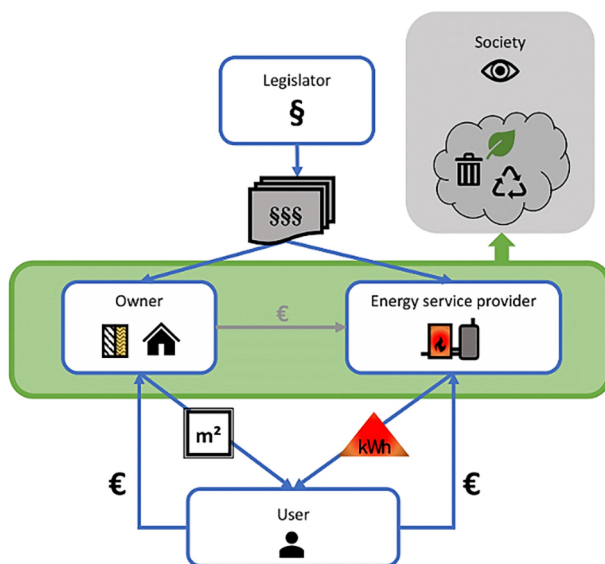 Society
Legislator
§
§§§
Owner
Energy service provider
€
m²
kWh
€
€
User